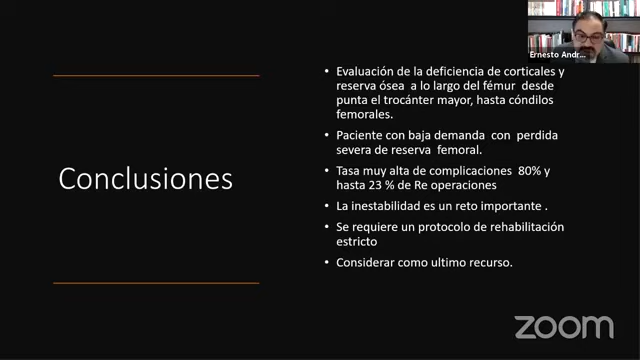 Ernesto Andr...
Conclusiones
• Evaluación de la deficiencia de corticales y
reserva ósea a lo largo del fémur desde
punta el trocánter mayor, hasta cóndilos
femorales.
• Paciente con baja demanda con perdida
severa de reserva femoral.
• Tasa muy alta de complicaciones 80% y
hasta 23 % de Re operaciones
• La inestabilidad es un reto importante .
• Se requiere un protocolo de rehabilitación
estricto
• Considerar como ultimo recurso.
zoom